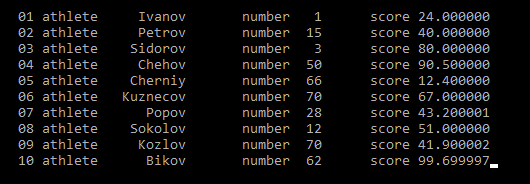 01 athlete Ivanov number 1 score 24.000000
02 athlete Petrov number 15 score 40.000000
03 athlete Sidorov number 3 score 80.000000
04 athlete Chehov number 50 score 90.500000
05 athlete Cherniy number 66 score 12.400000
06 athlete Kuznecov number 70 score 67.000000
07 athlete Popov number 28 score 43.200001
08 athlete Sokolov number 12 score 51.000000
09 athlete Kozlov number 70 score 41.900002
10 athlete Bikov number 62 score 99.699997